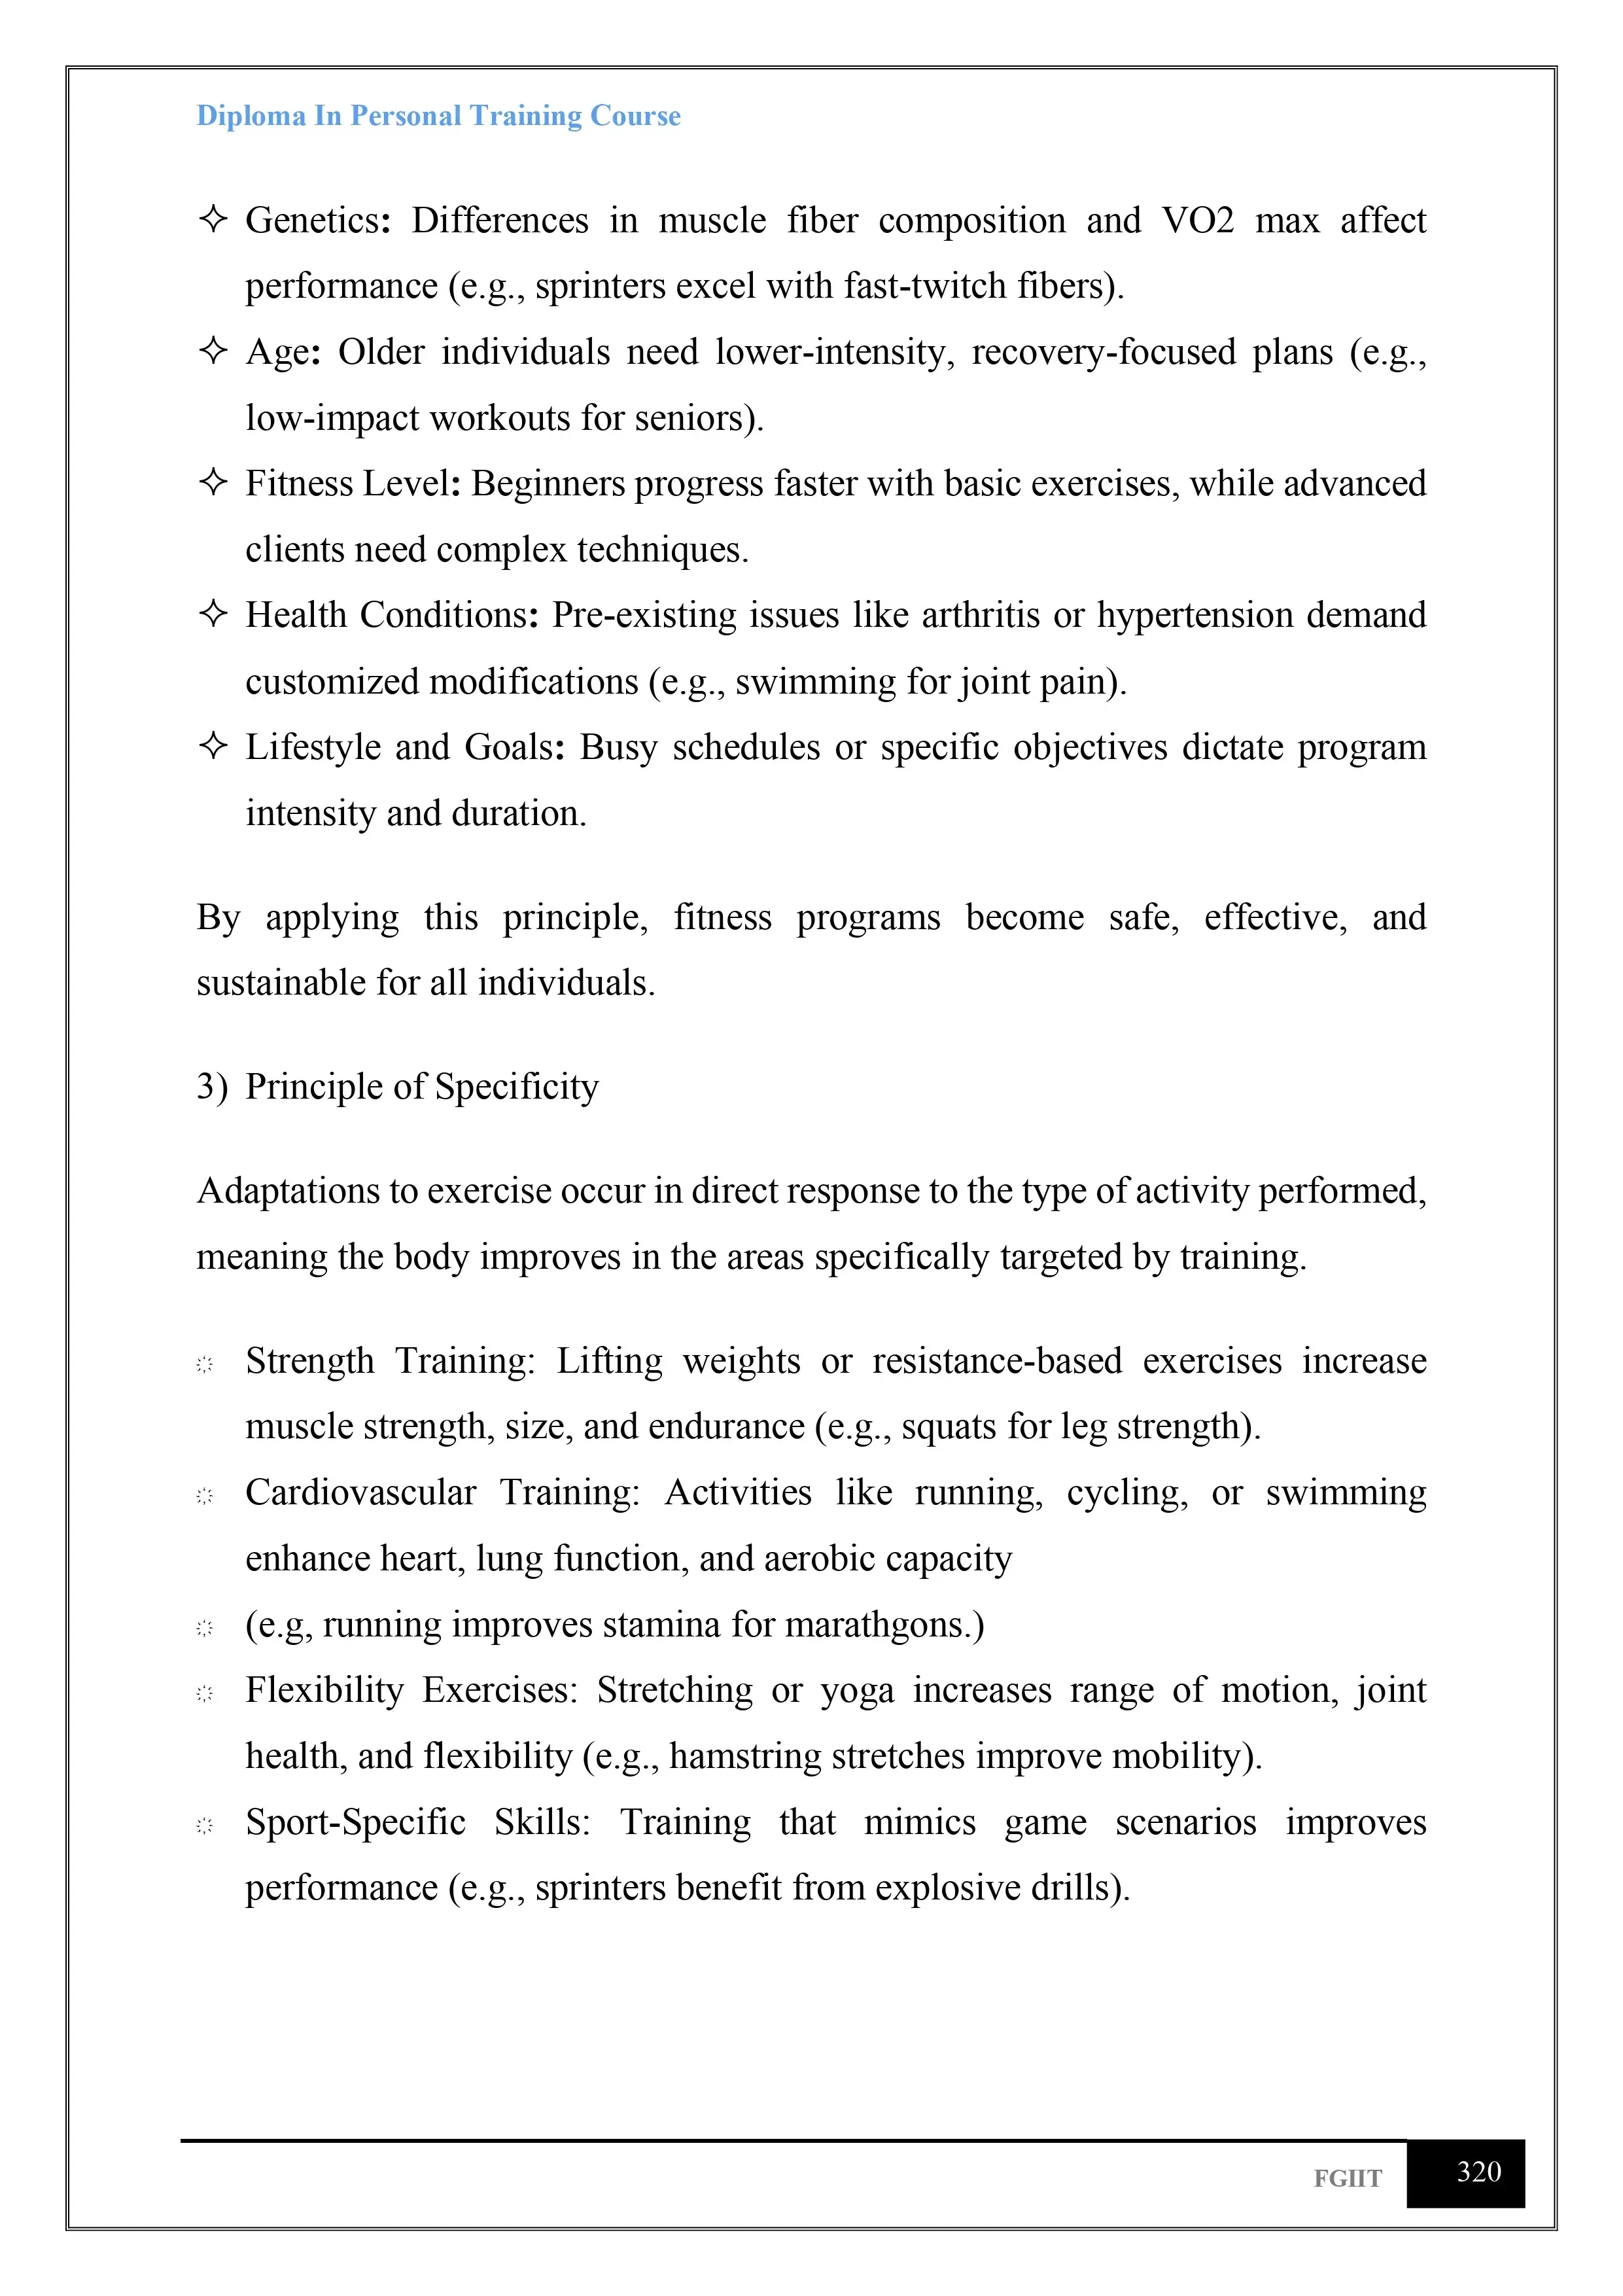 Diploma In Personal Training Course
✧ Genetics: Differences in muscle fiber composition and VO2 max affect
performance (e.g., sprinters excel with fast-twitch fibers).
✧ Age: Older individuals need lower-intensity, recovery-focused plans (e.g.,
low-impact workouts for seniors).
✧ Fitness Level: Beginners progress faster with basic exercises, while advanced
clients need complex techniques.
✧ Health Conditions: Pre-existing issues like arthritis or hypertension demand
customized modifications (e.g., swimming for joint pain).
✧ Lifestyle and Goals: Busy schedules or specific objectives dictate program
intensity and duration.
By applying this principle, fitness programs become safe, effective, and
sustainable for all individuals.
3) Principle of Specificity
Adaptations to exercise occur in direct response to the type of activity performed,
meaning the body improves in the areas specifically targeted by training.
Strength Training: Lifting weights or resistance-based exercises increase
muscle strength, size, and endurance (e.g., squats for leg strength).
Cardiovascular Training: Activities like running, cycling, or swimming
enhance heart, lung function, and aerobic capacity
(e.g, running improves stamina for marathgons.)
Flexibility Exercises: Stretching or yoga increases range of motion, joint
health, and flexibility (e.g., hamstring stretches improve mobility).
Sport-Specific Skills: Training that mimics game scenarios improves
performance (e.g., sprinters benefit from explosive drills).
FGIIT 320